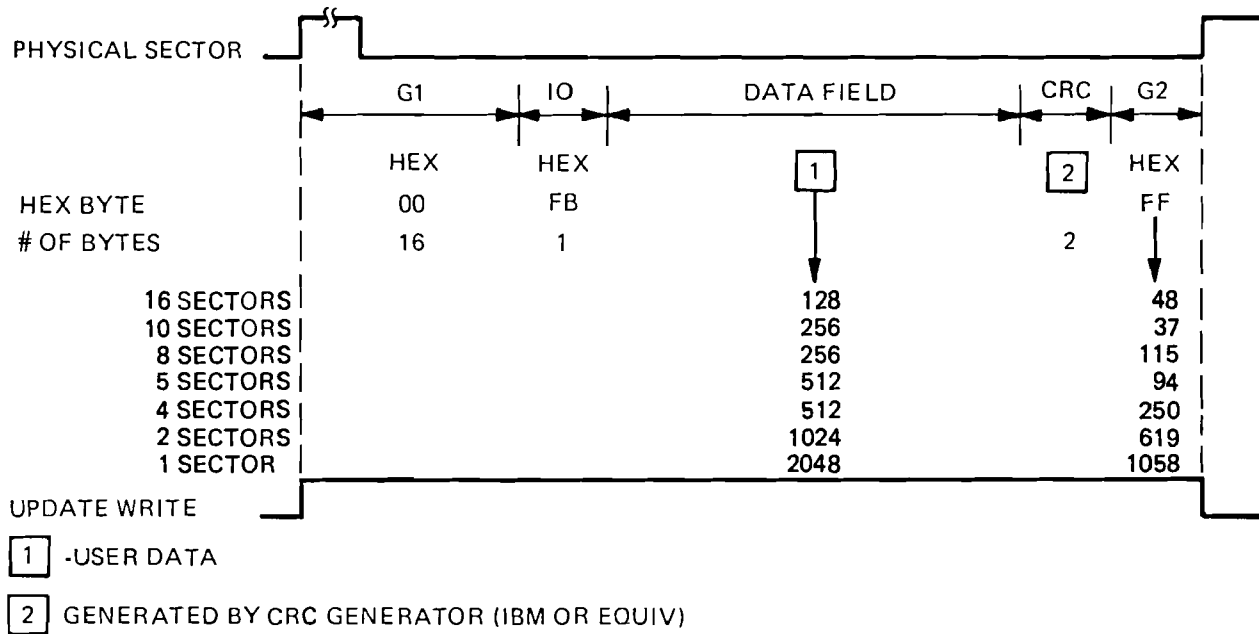 PHYSICAL SECTOR
G1 IO DATA FIELD CRC G2
HEX HEX 1 2 HEX
HEX BYTE 00 FB FF
# OF BYTES 16 1 2
16 SECTORS 128 48
10 SECTORS 256 37
8 SECTORS 256 115
5 SECTORS 512 94
4 SECTORS 512 250
2 SECTORS 1024 619
1 SECTOR 2048 1058
UPDATE WRITE
1 -USER DATA
2 GENERATED BY CRC GENERATOR (IBM OR EQUIV)